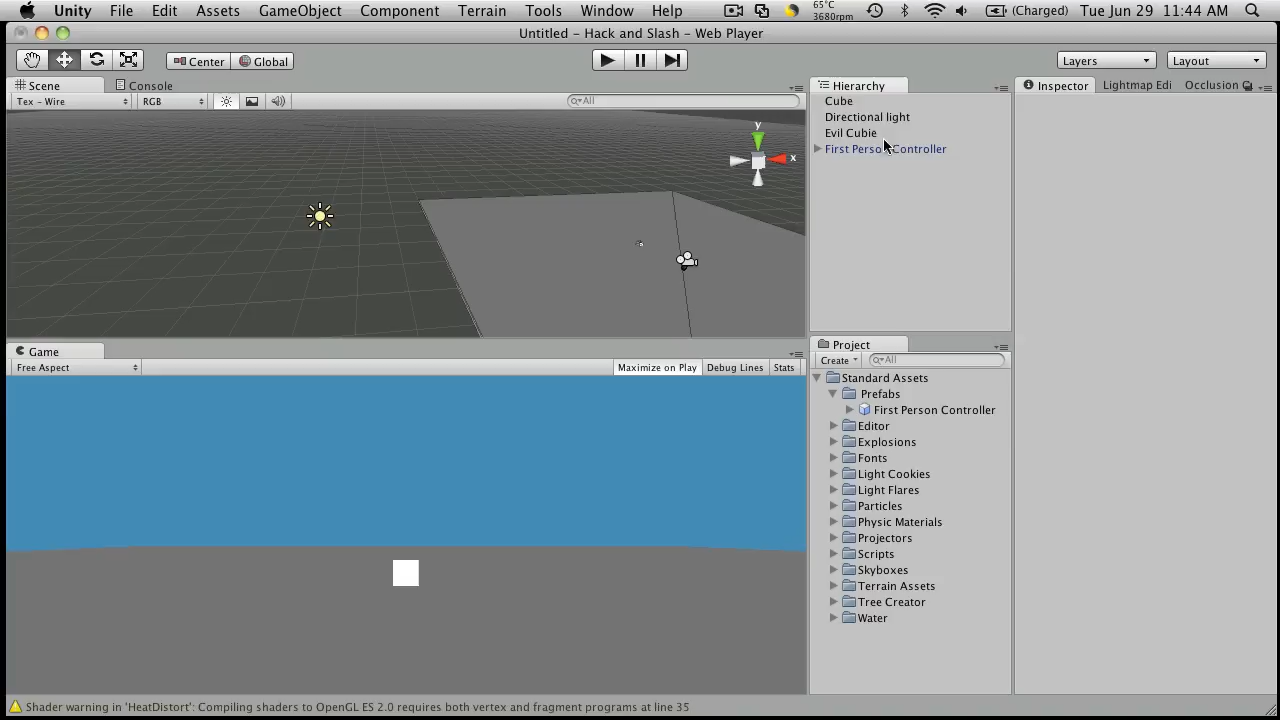 Unity File Edit Assets GameObject Component Terrain Tools Window Help 65°C 3680rpm (Charged) Tue Jun 29 11:44 AM
Untitled - Hack and Slash - Web Player
Center Global Layers Layout
Scene Console Hierarchy Inspector Lightmap Edi Occlusion
Tex - Wire RGB All
Cube
Directional light
Evil Cubie
First Person Controller
y
x
Game
Free Aspect Maximize on Play Debug Lines Stats
Project
Create All
Standard Assets
Prefabs
First Person Controller
Editor
Explosions
Fonts
Light Cookies
Light Flares
Particles
Physic Materials
Projectors
Scripts
Skyboxes
Terrain Assets
Tree Creator
Water
Shader warning in 'HeatDistort': Compiling shaders to OpenGL ES 2.0 requires both vertex and fragment programs at line 35